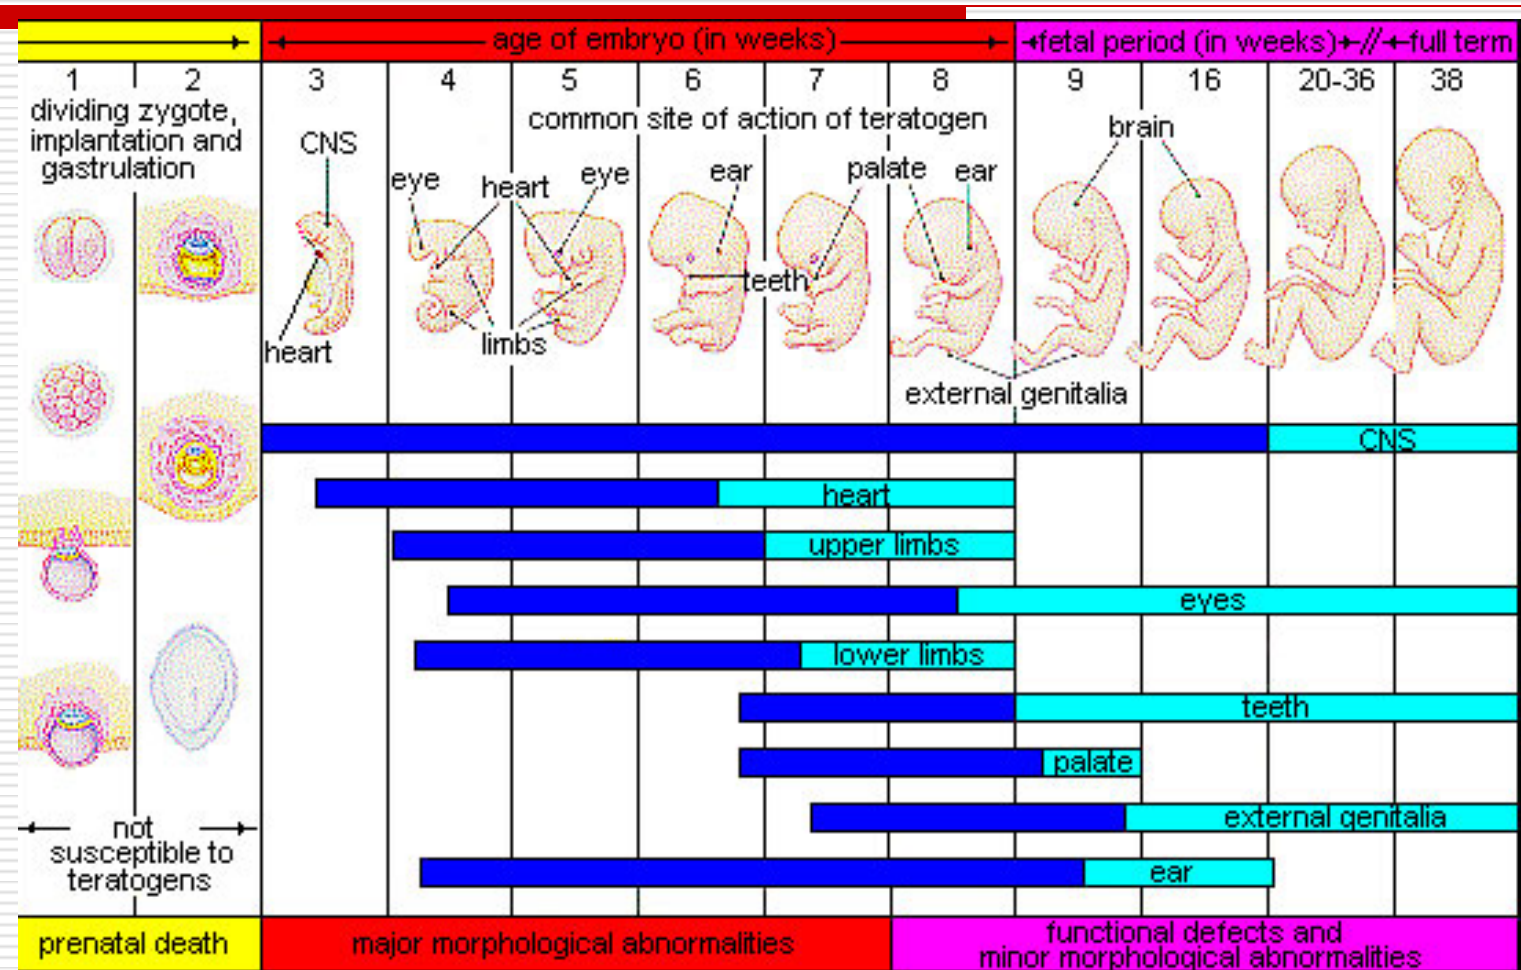 age of embryo (in weeks)
fetal period (in weeks)
full term
1
2
3
4
5
6
7
8
9
16
20-36
38
dividing zygote,
implantation and
gastrulation
common site of action of teratogen
CNS
eye
heart
eye
ear
palate
ear
brain
teeth
heart
limbs
external genitalia
CNS
heart
upper limbs
eyes
lower limbs
teeth
palate
external genitalia
ear
not
susceptible to
teratogens
prenatal death
major morphological abnormalities
functional defects and
minor morphological abnormalities